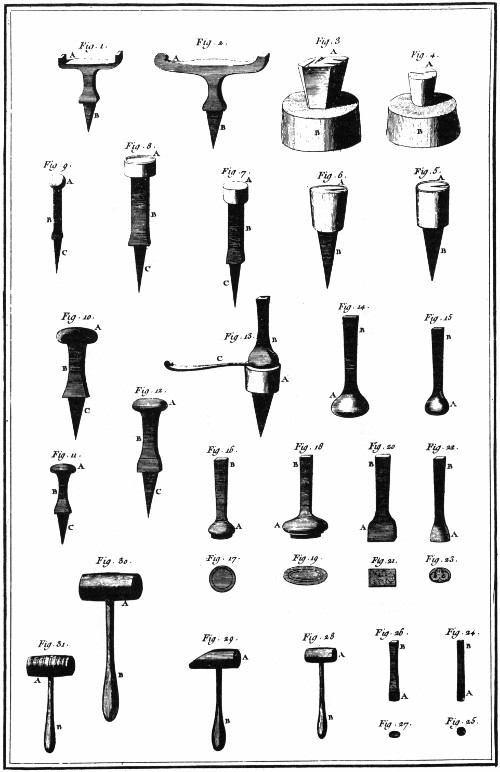 Fig. 1.
A
B
Fig. 2.
A
B
Fig. 3
A
B
Fig. 4.
A
B
Fig. 9.
A
B
C
Fig. 8.
A
B
C
Fig. 7.
A
B
C
Fig. 6.
A
B
Fig. 5.
A
B
Fig. 10
A
B
C
Fig. 12.
A
B
C
Fig. 13.
B
C
A
Fig. 14.
B
A
Fig. 15
B
A
Fig. 11.
A
B
C
Fig. 16
B
A
Fig. 18
B
A
Fig. 20
B
A
Fig. 22.
B
A
Fig. 17.
Fig. 19.
Fig. 21.
Fig. 23.
Fig. 30.
A
B
Fig. 31.
A
B
Fig. 29
A
B
Fig. 28
A
B
Fig. 26.
B
A
Fig. 24.
B
A
Fig. 27.
Fig. 25.